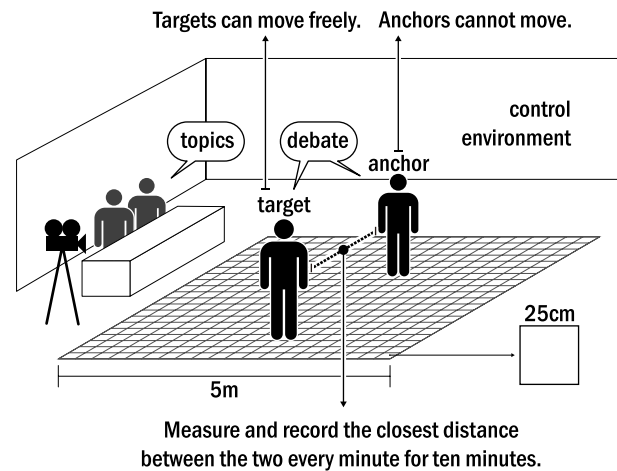 Targets can move freely.
Anchors cannot move.
control
environment
topics
debate
anchor
target
25cm
5m
Measure and record the closest distance
between the two every minute for ten minutes.